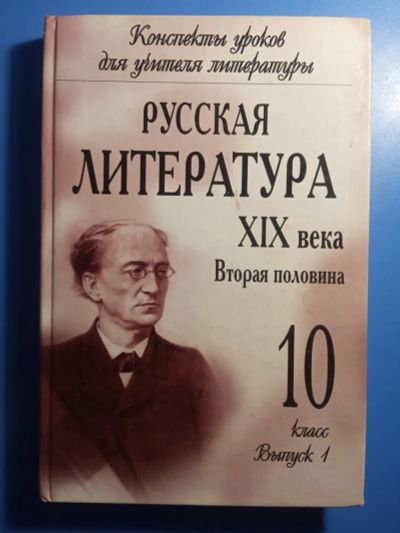 Конспекты уроков
для учителя литературы
РУССКАЯ
ЛИТЕРАТУРА
XIX века
Вторая половина
10
класс
Выпуск 1